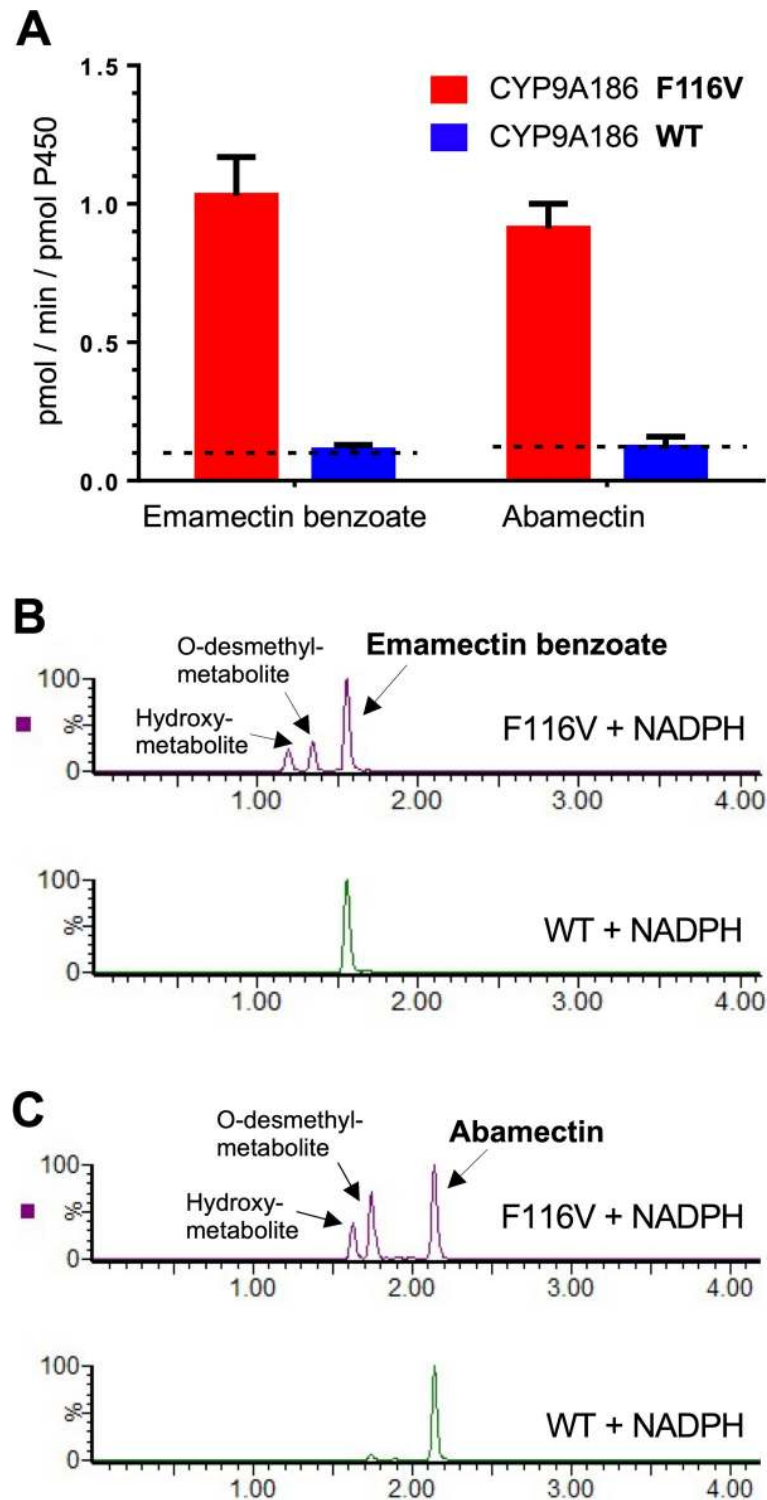 A
1.5
1.0
0.5
0.0
pmol / min / pmol P450
CYP9A186 F116V
CYP9A186 WT
Emamectin benzoate
Abamectin
B
O-desmethyl-
metabolite
Emamectin benzoate
Hydroxy-
metabolite
100
%
0
F116V + NADPH
1.00 2.00 3.00 4.00
100
%
0
WT + NADPH
1.00 2.00 3.00 4.00
C
O-desmethyl-
metabolite
Abamectin
Hydroxy-
metabolite
100
%
0
F116V + NADPH
1.00 2.00 3.00 4.00
100
%
0
WT + NADPH
1.00 2.00 3.00 4.00